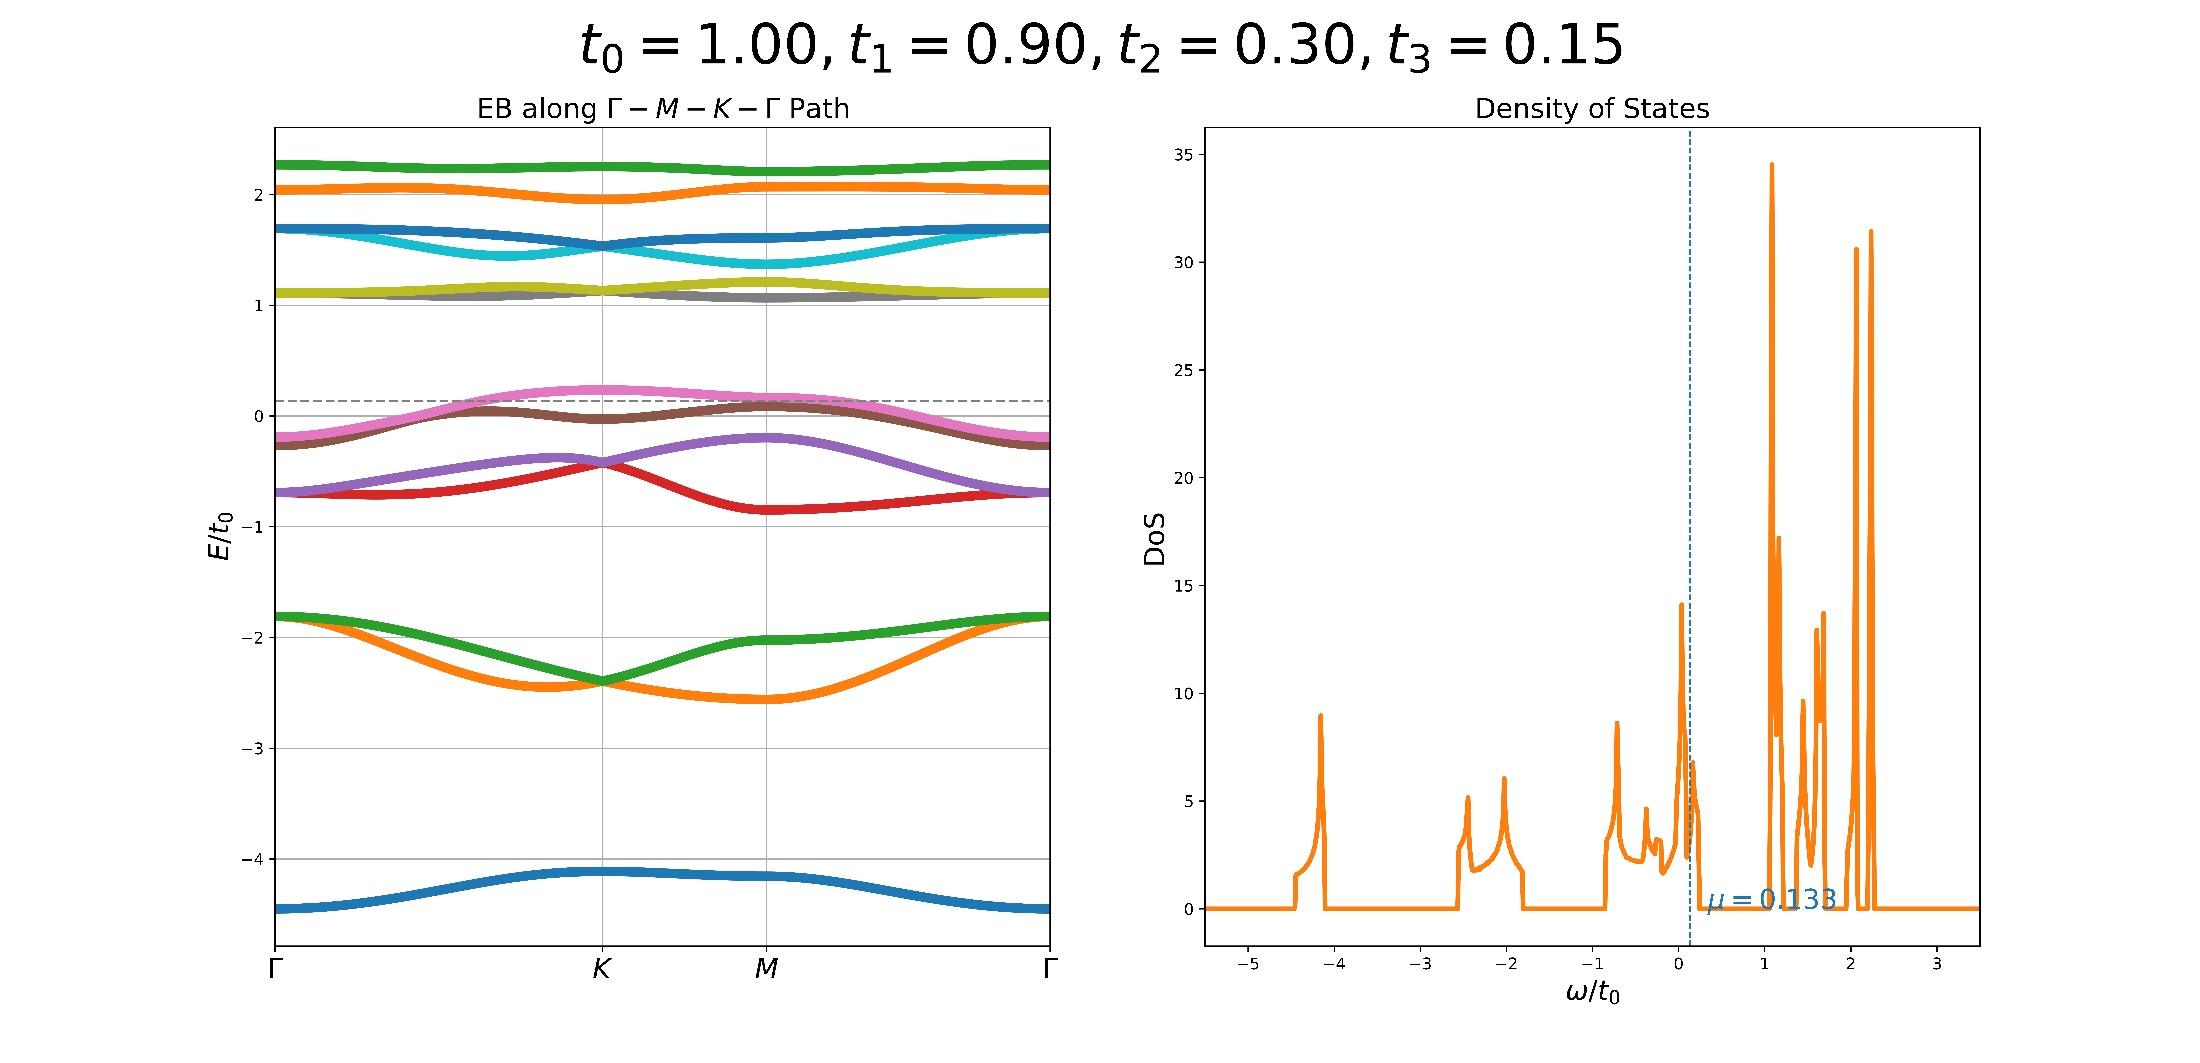 t₀ = 1.00, t₁ = 0.90, t₂ = 0.30, t₃ = 0.15
EB along Γ − M − K − Γ Path
2
1
0
−1
−2
−3
−4
E/t₀
Γ K M Γ
Density of States
35
30
25
20
15
10
5
0
DoS
μ = 0.133
−5 −4 −3 −2 −1 0 1 2 3
ω/t₀